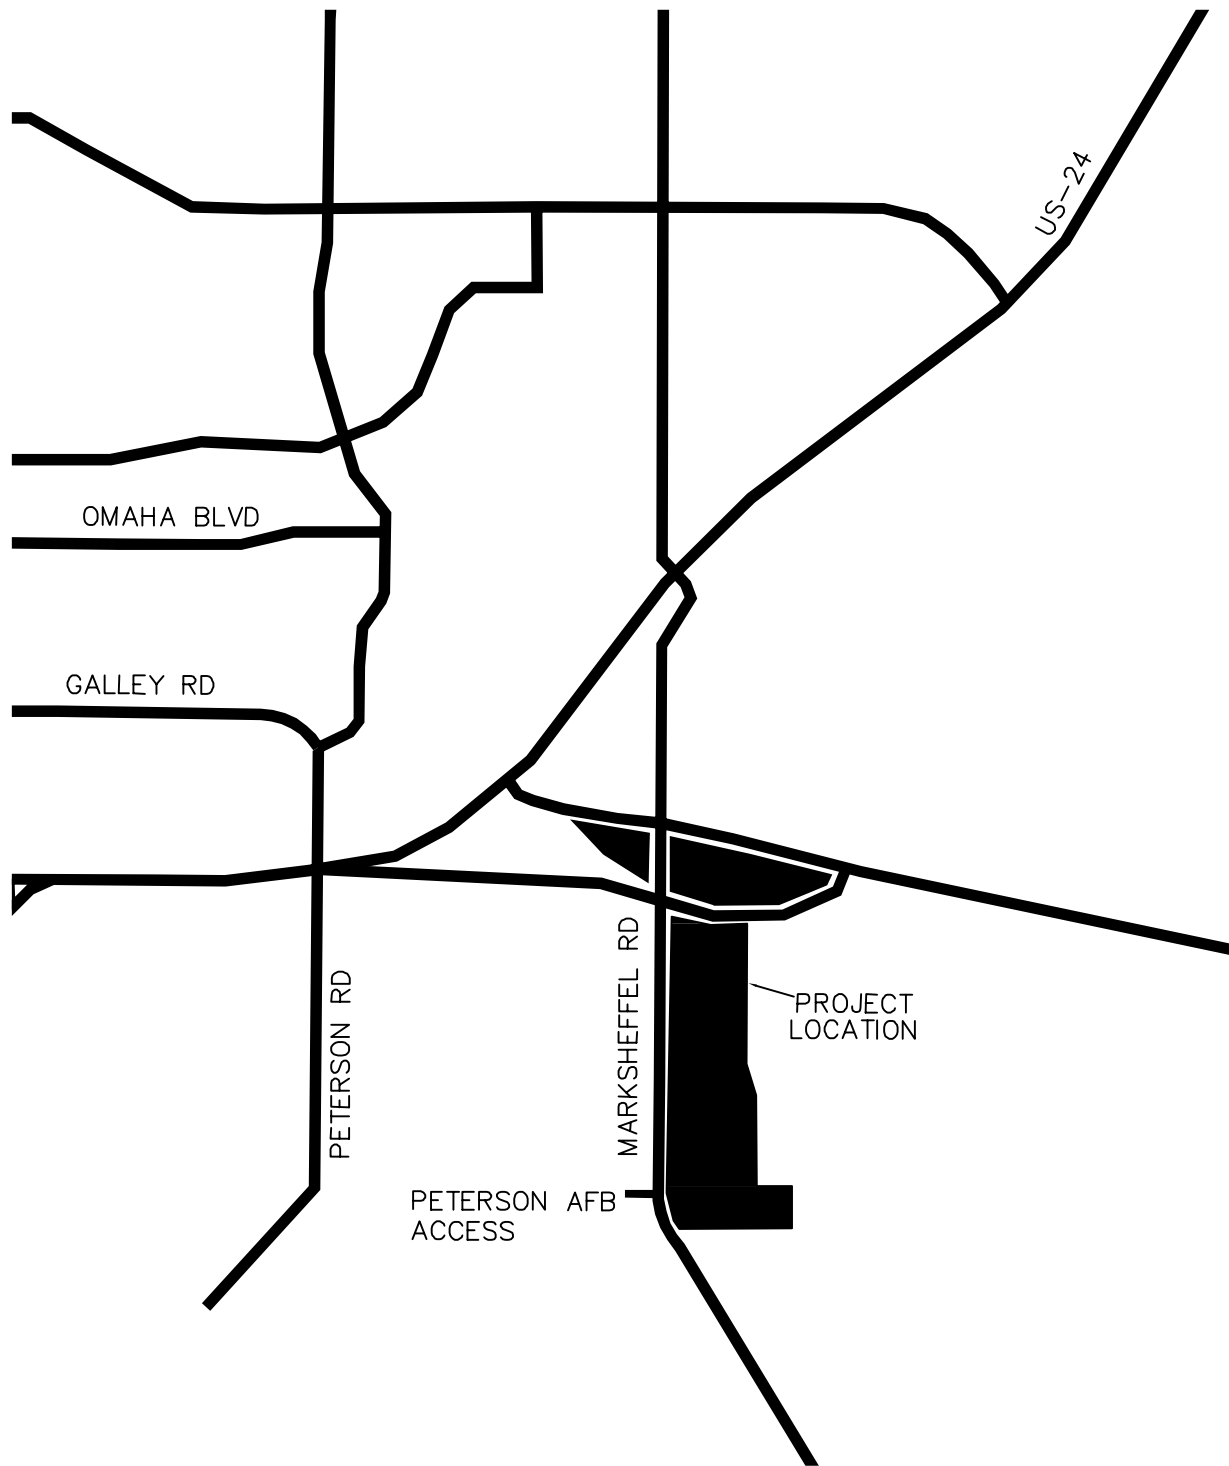 US-24
OMAHA BLVD
GALLEY RD
MARKSHEFFEL RD
PETERSON RD
PROJECT
LOCATION
PETERSON AFB
ACCESS